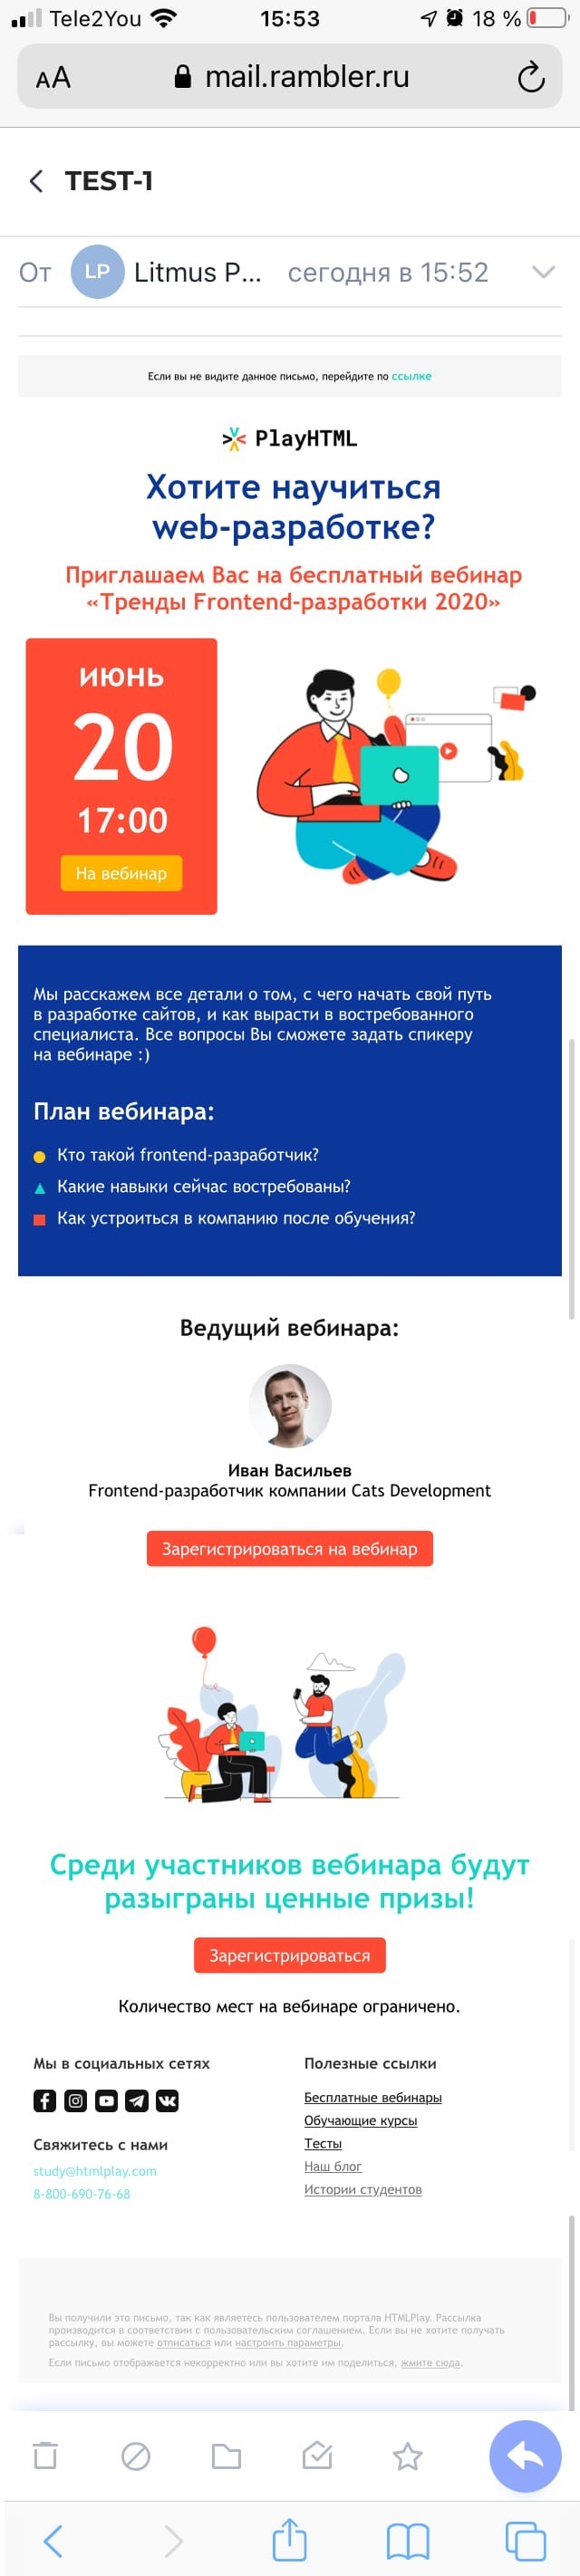 Tele2You 15:53 18 %
AA mail.rambler.ru
TEST-1
От LP Litmus P... сегодня в 15:52
Если вы не видите данное письмо, перейдите по ссылке
PlayHTML
Хотите научиться
web-разработке?
Приглашаем Вас на бесплатный вебинар
«Тренды Frontend-разработки 2020»
июнь
20
17:00
На вебинар
Мы расскажем все детали о том, с чего начать свой путь
в разработке сайтов, и как вырасти в востребованного
специалиста. Все вопросы Вы сможете задать спикеру
на вебинаре :)
План вебинара:
Кто такой frontend-разработчик?
Какие навыки сейчас востребованы?
Как устроиться в компанию после обучения?
Ведущий вебинара:
Иван Васильев
Frontend-разработчик компании Cats Development
Зарегистрироваться на вебинар
Среди участников вебинара будут
разыграны ценные призы!
Зарегистрироваться
Количество мест на вебинаре ограничено.
Мы в социальных сетях
Свяжитесь с нами
study@htmlplay.com
8-800-690-76-68
Полезные ссылки
Бесплатные вебинары
Обучающие курсы
Тесты
Наш блог
Истории студентов
Вы получили это письмо, так как являетесь пользователем портала HTMLPlay. Рассылка
производится в соответствии с пользовательским соглашением. Если вы не хотите получать
рассылку, вы можете отписаться или настроить параметры.
Если письмо отображается некорректно или вы хотите им поделиться, жмите сюда.